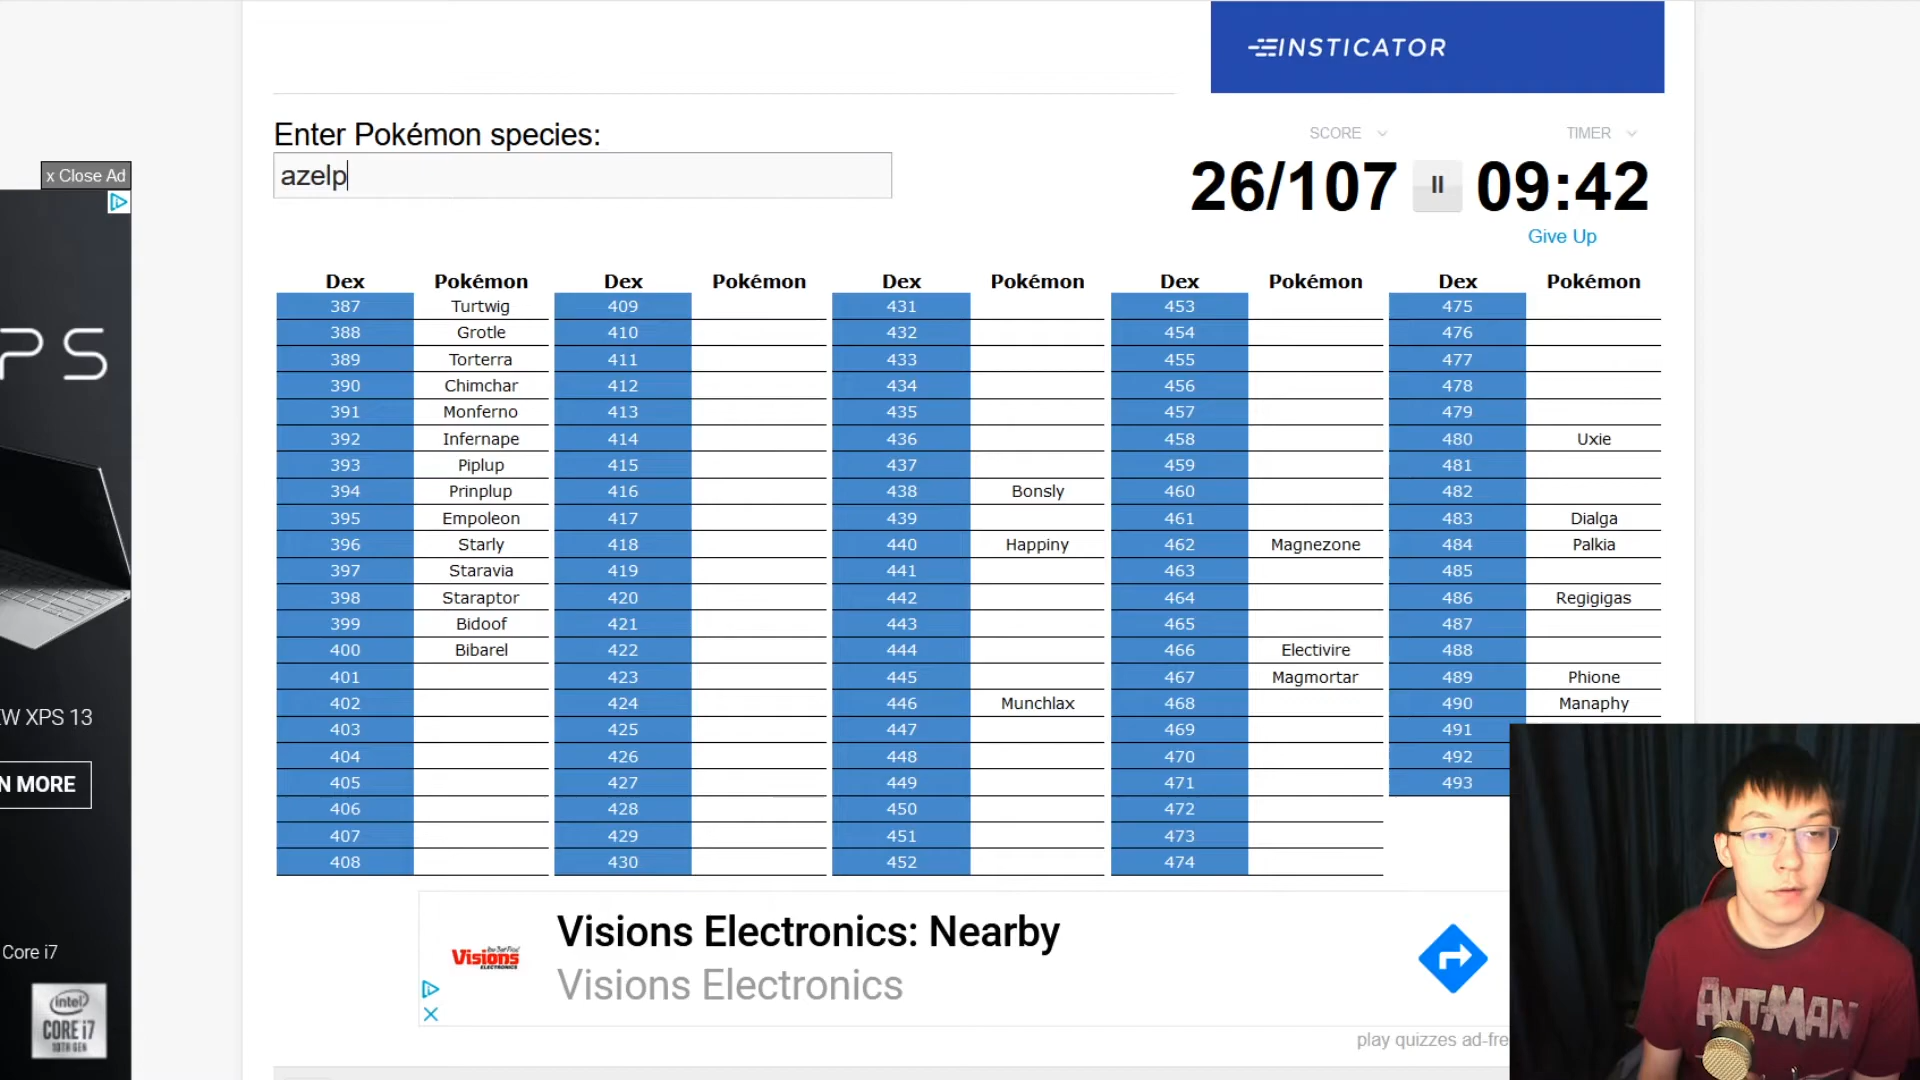 INSTICATOR
Enter Pokémon species:
SCORE
TIMER
azelp
26/107
09:42
Give Up
x Close Ad
PS
W XPS 13
N MORE
Core i7
intel
CORE i7
10TH GEN
Dex Pokémon Dex Pokémon Dex Pokémon Dex Pokémon Dex Pokémon
387 Turtwig 409 431 453 475
388 Grotle 410 432 454 476
389 Torterra 411 433 455 477
390 Chimchar 412 434 456 478
391 Monferno 413 435 457 479
392 Infernape 414 436 458 480 Uxie
393 Piplup 415 437 459 481
394 Prinplup 416 438 Bonsly 460 482
395 Empoleon 417 439 461 483 Dialga
396 Starly 418 440 Happiny 462 Magnezone 484 Palkia
397 Staravia 419 441 463 485
398 Staraptor 420 442 464 486 Regigigas
399 Bidoof 421 443 465 487
400 Bibarel 422 444 466 Electivire 488
401 423 445 467 Magmortar 489 Phione
402 424 446 Munchlax 468 490 Manaphy
403 425 447 469 491
404 426 448 470 492
405 427 449 471 493
406 428 450 472
407 429 451 473
408 430 452 474
Visions
ELECTRONICS
Visions Electronics: Nearby
Visions Electronics
play quizzes ad-fre
ANT-MAN